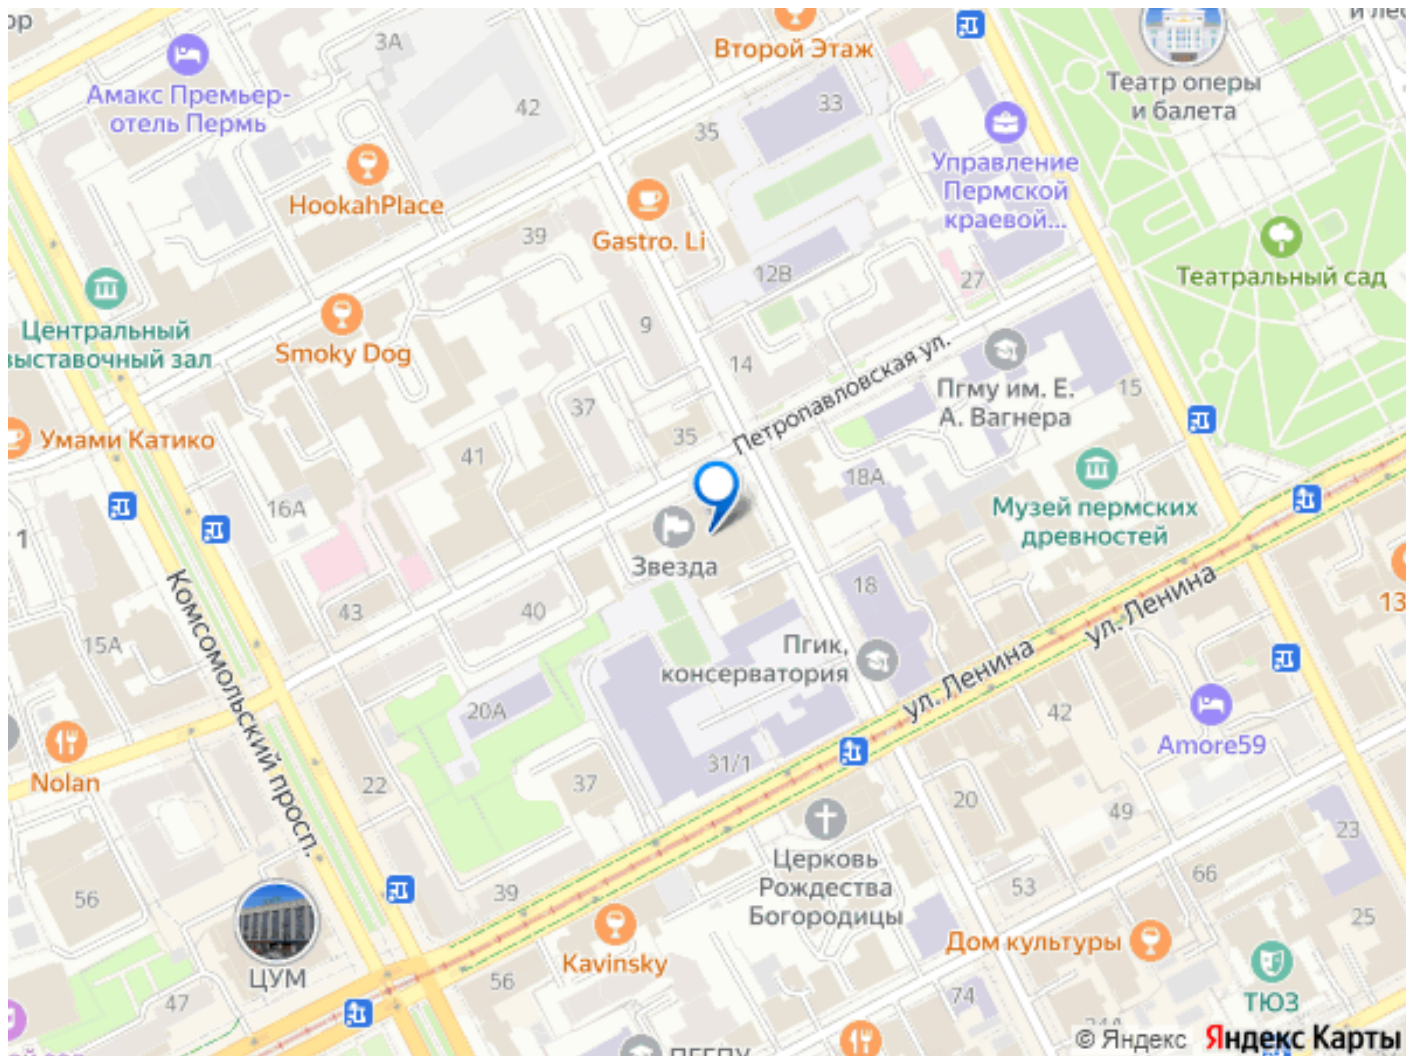 ор
3А
Второй Этаж
Театр оперы
и балета
Амакс Премьер-
отель Пермь
42
33
35
HookahPlace
Управление
Пермской
краевой...
39
Gastro. Li
12В
27
Театральный сад
Центральный
выставочный зал
Smoky Dog
9
14
Петропавловская ул.
Пгму им. Е.
А. Вагнера
15
37
35
Умами Катико
41
18А
16А
Музей пермских
древностей
1
Звезда
Комсомольский просп.
43
40
18
ул. Ленина
13
15А
Пгик,
консерватория
ул. Ленина
20А
42
Amore59
Nolan
22
37
31/1
20
49
23
Церковь
Рождества
Богородицы
56
39
53
66
25
Kavinsky
Дом культуры
ЦУМ
47
56
74
ТЮЗ
© Яндекс Яндекс Карты